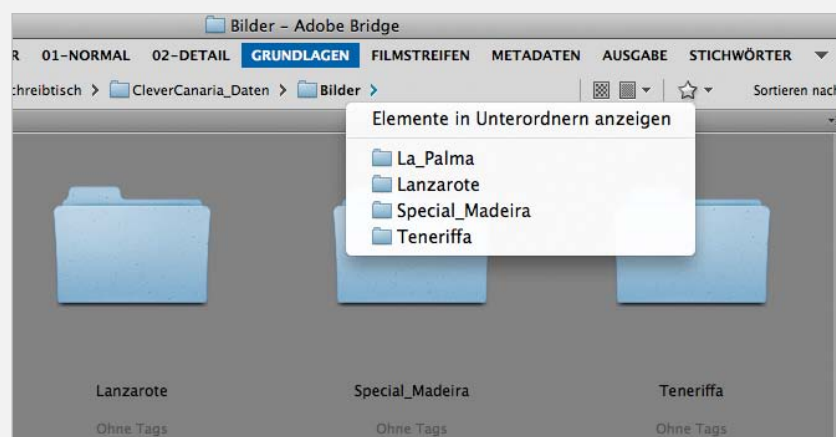 Bilder – Adobe Bridge
R 01-NORMAL 02-DETAIL GRUNDLAGEN FILMSTREIFEN METADATEN AUSGABE STICHWÖRTER
chreibtisch > CleverCanaria_Daten > Bilder >
Sortieren nach
Elemente in Unterordnern anzeigen
La_Palma
Lanzarote
Special_Madeira
Teneriffa
Lanzarote Special_Madeira Teneriffa
Ohne Tags Ohne Tags Ohne Tags